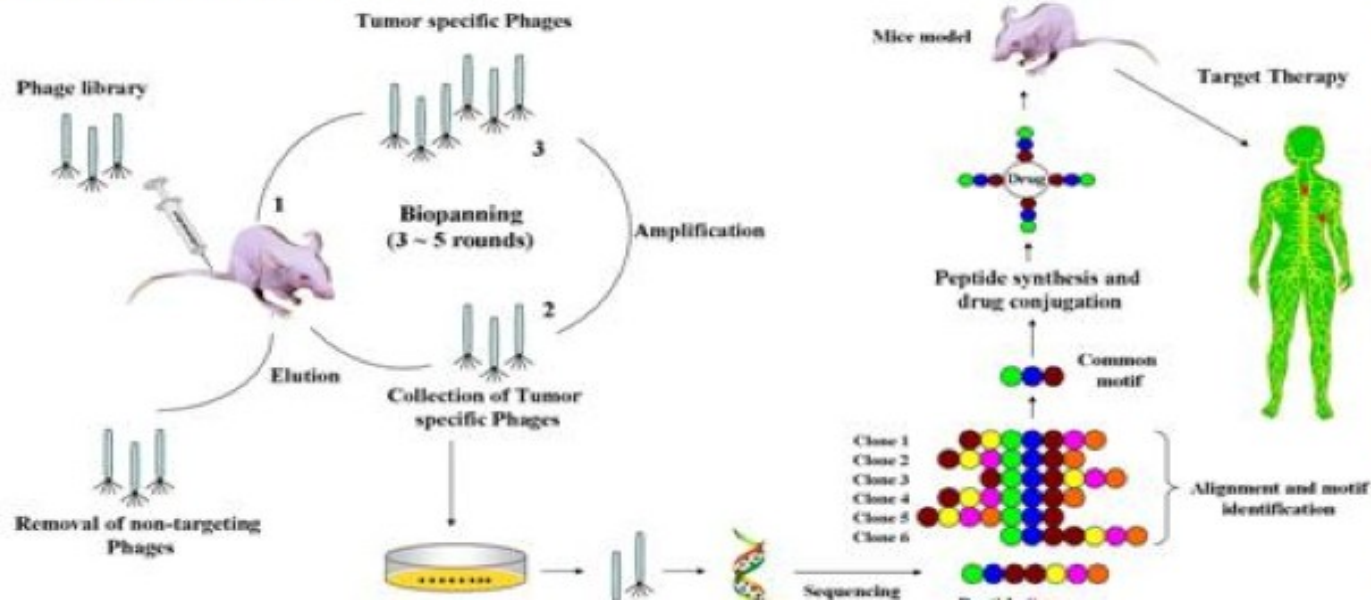 Tumor specific Phages
Phage library
1
3
Biopanning
(3 ~ 5 rounds)
Amplification
2
Elution
Collection of Tumor
specific Phages
Removal of non-targeting
Phages
Sequencing
Clone 1
Clone 2
Clone 3
Clone 4
Clone 5
Clone 6
Alignment and motif
identification
Common
motif
Peptide synthesis and
drug conjugation
Drug
Mice model
Target Therapy